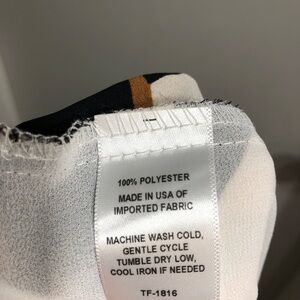 100% POLYESTER
MADE IN USA OF
IMPORTED FABRIC
MACHINE WASH COLD,
GENTLE CYCLE
TUMBLE DRY LOW,
COOL IRON IF NEEDED
TF-1816